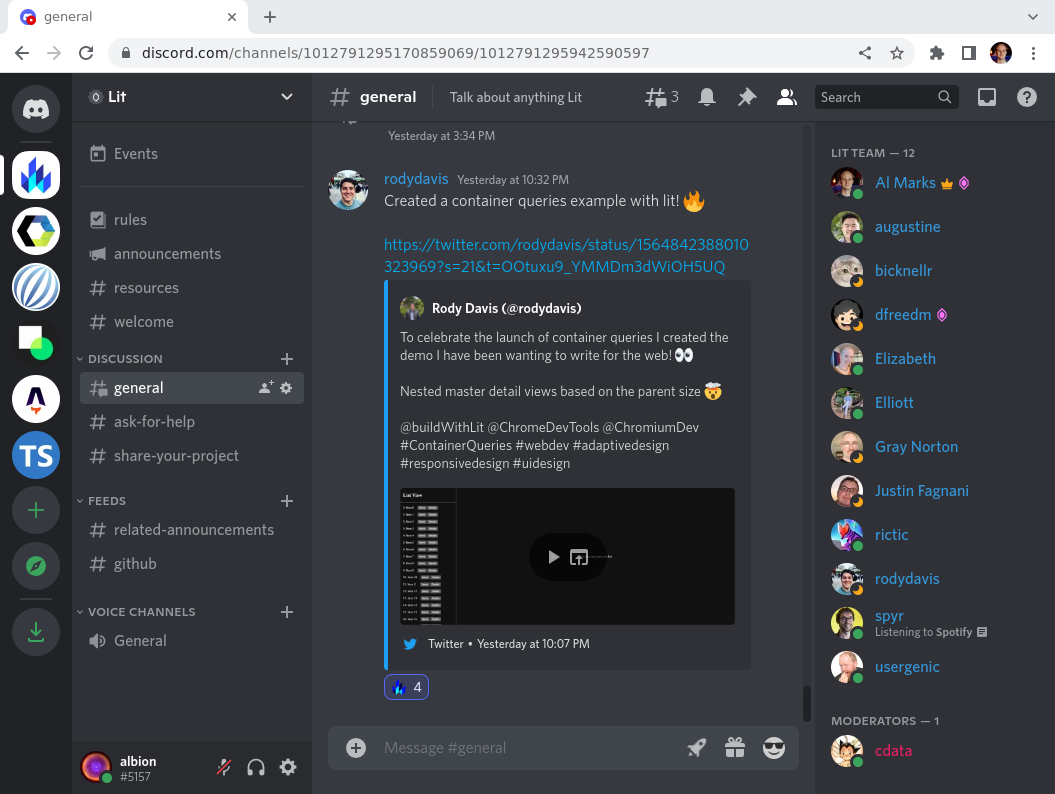 general
discord.com/channels/1012791295170859069/1012791295942590597
Lit
general
Talk about anything Lit
3
Search
Events
rules
announcements
resources
welcome
DISCUSSION
general
ask-for-help
share-your-project
FEEDS
related-announcements
github
VOICE CHANNELS
General
TS
albion
#5157
Yesterday at 3:34 PM
rodydavis Yesterday at 10:32 PM
Created a container queries example with lit! 🔥
https://twitter.com/rodydavis/status/1564842388010
323969?s=21&t=OOtuxu9_YMMDm3dWiOH5UQ
Rody Davis (@rodydavis)
To celebrate the launch of container queries I created the
demo I have been wanting to write for the web! 👀
Nested master detail views based on the parent size 🤯
@buildWithLit @ChromeDevTools @ChromiumDev
#ContainerQueries #webdev #adaptivedesign
#responsivedesign #uidesign
List View
Twitter • Yesterday at 10:07 PM
4
Message #general
LIT TEAM — 12
Al Marks
augustine
bicknellr
dfreedm
Elizabeth
Elliott
Gray Norton
Justin Fagnani
rictic
rodydavis
spyr
Listening to Spotify
usergenic
MODERATORS — 1
cdata